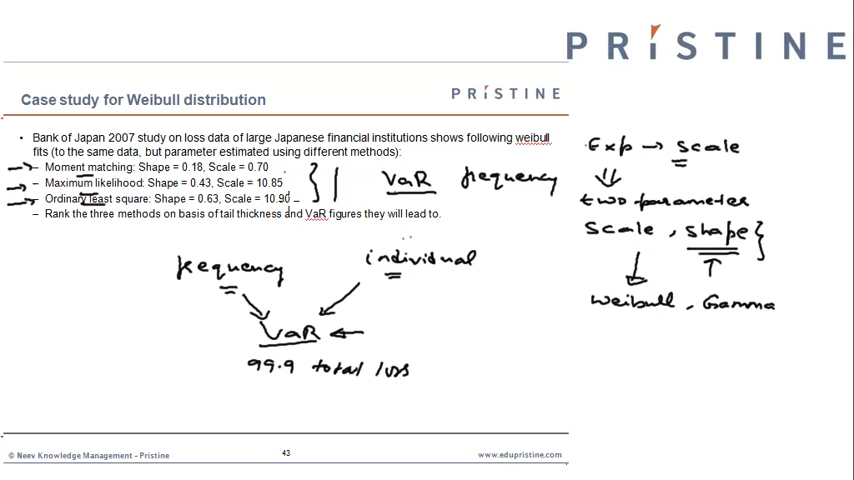 PRiSTINE
Case study for Weibull distribution
PRiSTINE
• Bank of Japan 2007 study on loss data of large Japanese financial institutions shows following weibull
fits (to the same data, but parameter estimated using different methods):
– Moment matching: Shape = 0.18, Scale = 0.70
– Maximum likelihood: Shape = 0.43, Scale = 10.85
– Ordinary least square: Shape = 0.63, Scale = 10.90
– Rank the three methods on basis of tail thickness and VaR figures they will lead to.
VaR frequency
frequency
individual
VaR
99.9 total loss
Exp → scale
two parameter
scale, shape
weibull, Gamma
© Neev Knowledge Management - Pristine
43
www.edupristine.com